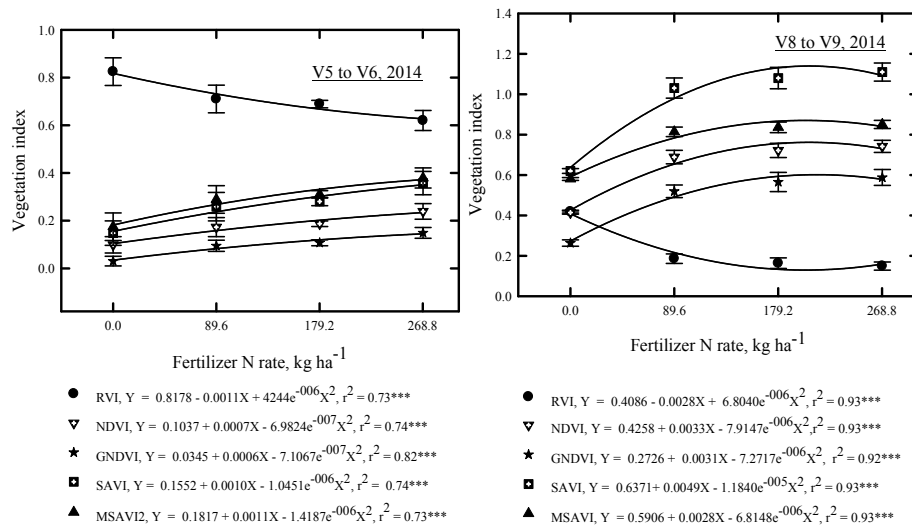 V5 to V6, 2014
Vegetation index
1.0
0.8
0.6
0.4
0.2
0.0
0.0 89.6 179.2 268.8
Fertilizer N rate, kg ha⁻¹
RVI, Y = 0.8178 - 0.0011X + 4244e⁻⁰⁰⁶X², r² = 0.73***
NDVI, Y = 0.1037 + 0.0007X - 6.9824e⁻⁰⁰⁷X², r² = 0.74***
GNDVI, Y = 0.0345 + 0.0006X - 7.1067e⁻⁰⁰⁷X², r² = 0.82***
SAVI, Y = 0.1552 + 0.0010X - 1.0451e⁻⁰⁰⁶X², r² = 0.74***
MSAVI2, Y = 0.1817 + 0.0011X - 1.4187e⁻⁰⁰⁶X², r² = 0.73***
V8 to V9, 2014
Vegetation index
1.4
1.2
1.0
0.8
0.6
0.4
0.2
0.0
0.0 89.6 179.2 268.8
Fertilizer N rate, kg ha⁻¹
RVI, Y = 0.4086 - 0.0028X + 6.8040e⁻⁰⁰⁶X², r² = 0.93***
NDVI, Y = 0.4258 + 0.0033X - 7.9147e⁻⁰⁰⁶X², r² = 0.93***
GNDVI, Y = 0.2726 + 0.0031X - 7.2717e⁻⁰⁰⁶X², r² = 0.92***
SAVI, Y = 0.6371+ 0.0049X - 1.1840e⁻⁰⁰⁵X², r² = 0.93***
MSAVI, Y = 0.5906 + 0.0028X - 6.8148e⁻⁰⁰⁶X², r² = 0.93***